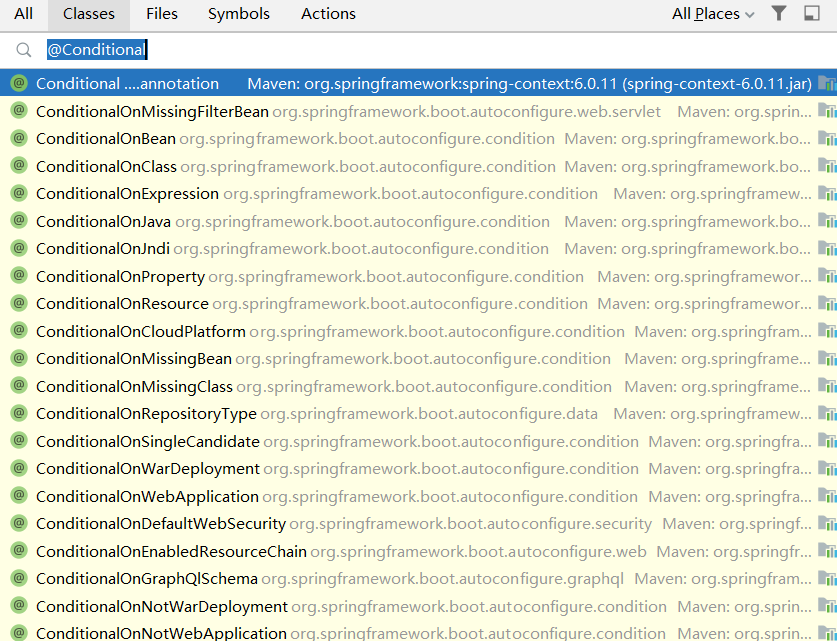 All Classes Files Symbols Actions All Places
@Conditional
Conditional ....annotation Maven: org.springframework:spring-context:6.0.11 (spring-context-6.0.11.jar)
ConditionalOnMissingFilterBean org.springframework.boot.autoconfigure.web.servlet Maven: org.sprin...
ConditionalOnBean org.springframework.boot.autoconfigure.condition Maven: org.springframework.bo...
ConditionalOnClass org.springframework.boot.autoconfigure.condition Maven: org.springframework.bo...
ConditionalOnExpression org.springframework.boot.autoconfigure.condition Maven: org.springframew...
ConditionalOnJava org.springframework.boot.autoconfigure.condition Maven: org.springframework.bo...
ConditionalOnJndi org.springframework.boot.autoconfigure.condition Maven: org.springframework.bo...
ConditionalOnProperty org.springframework.boot.autoconfigure.condition Maven: org.springframewor...
ConditionalOnResource org.springframework.boot.autoconfigure.condition Maven: org.springframewor...
ConditionalOnCloudPlatform org.springframework.boot.autoconfigure.condition Maven: org.springfram...
ConditionalOnMissingBean org.springframework.boot.autoconfigure.condition Maven: org.springframe...
ConditionalOnMissingClass org.springframework.boot.autoconfigure.condition Maven: org.springframe...
ConditionalOnRepositoryType org.springframework.boot.autoconfigure.data Maven: org.springframew...
ConditionalOnSingleCandidate org.springframework.boot.autoconfigure.condition Maven: org.springfra...
ConditionalOnWarDeployment org.springframework.boot.autoconfigure.condition Maven: org.springfra...
ConditionalOnWebApplication org.springframework.boot.autoconfigure.condition Maven: org.springfra...
ConditionalOnDefaultWebSecurity org.springframework.boot.autoconfigure.security Maven: org.springf...
ConditionalOnEnabledResourceChain org.springframework.boot.autoconfigure.web Maven: org.springfr...
ConditionalOnGraphQlSchema org.springframework.boot.autoconfigure.graphql Maven: org.springfram...
ConditionalOnNotWarDeployment org.springframework.boot.autoconfigure.condition Maven: org.sprin...
ConditionalOnNotWebApplication org.springframework.boot.autoconfigure.condition Maven: org.sprin...